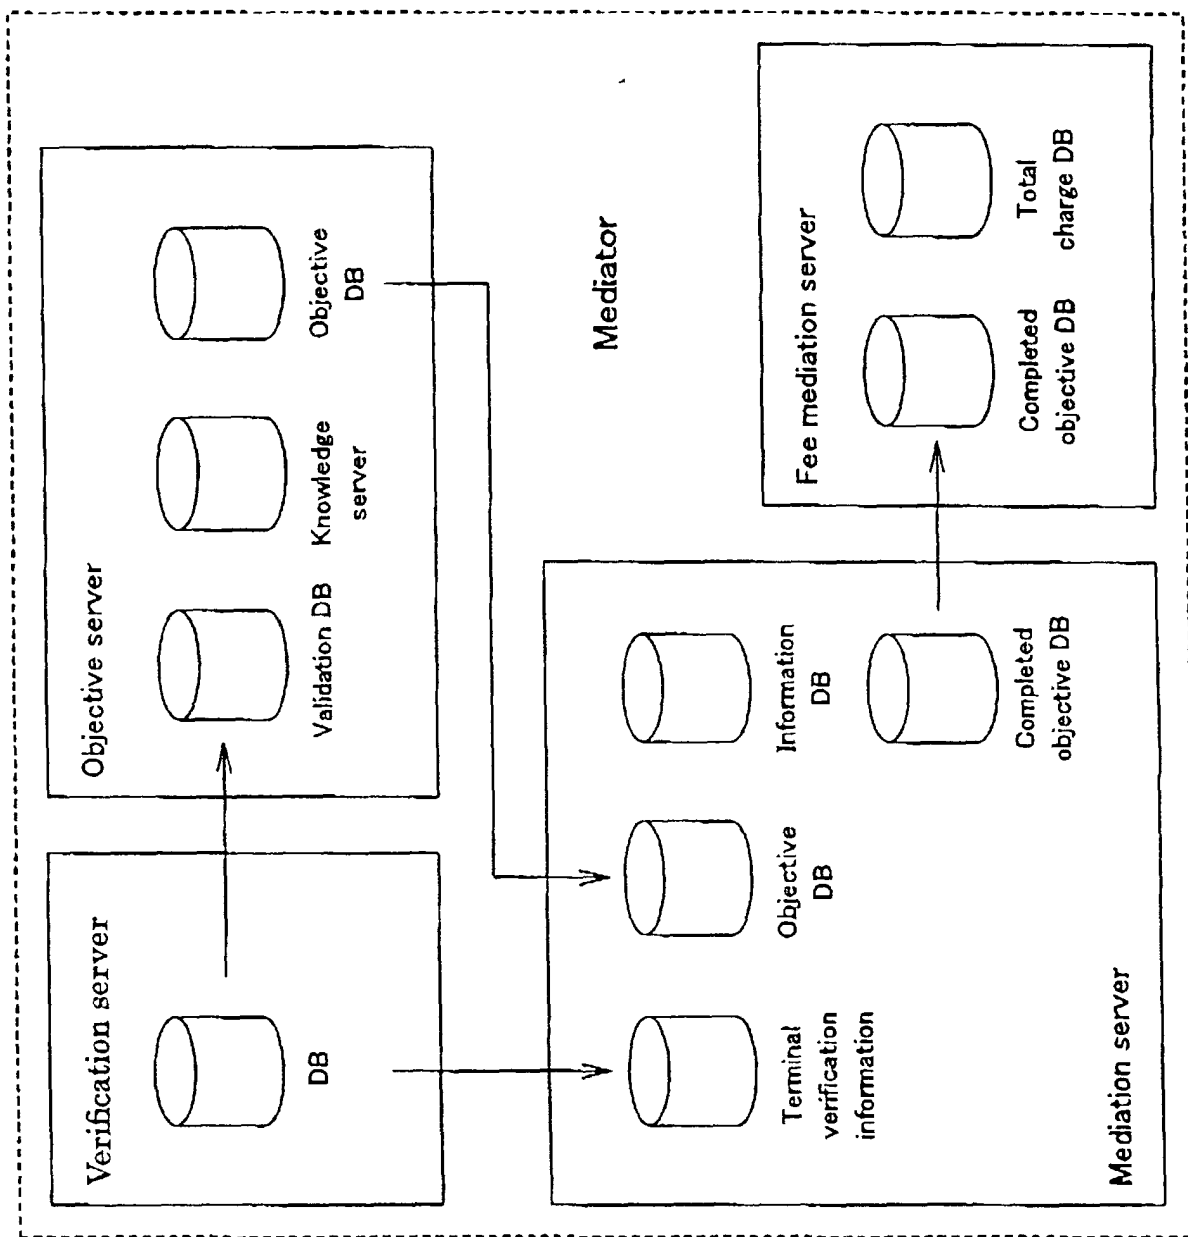 Verification server
DB
Objective server
Validation DB
Knowledge
server
Objective
DB
Mediator
Terminal
verification
information
Objective
DB
Information
DB
Completed
objective DB
Mediation server
Fee mediation server
Completed
objective DB
Total
charge DB